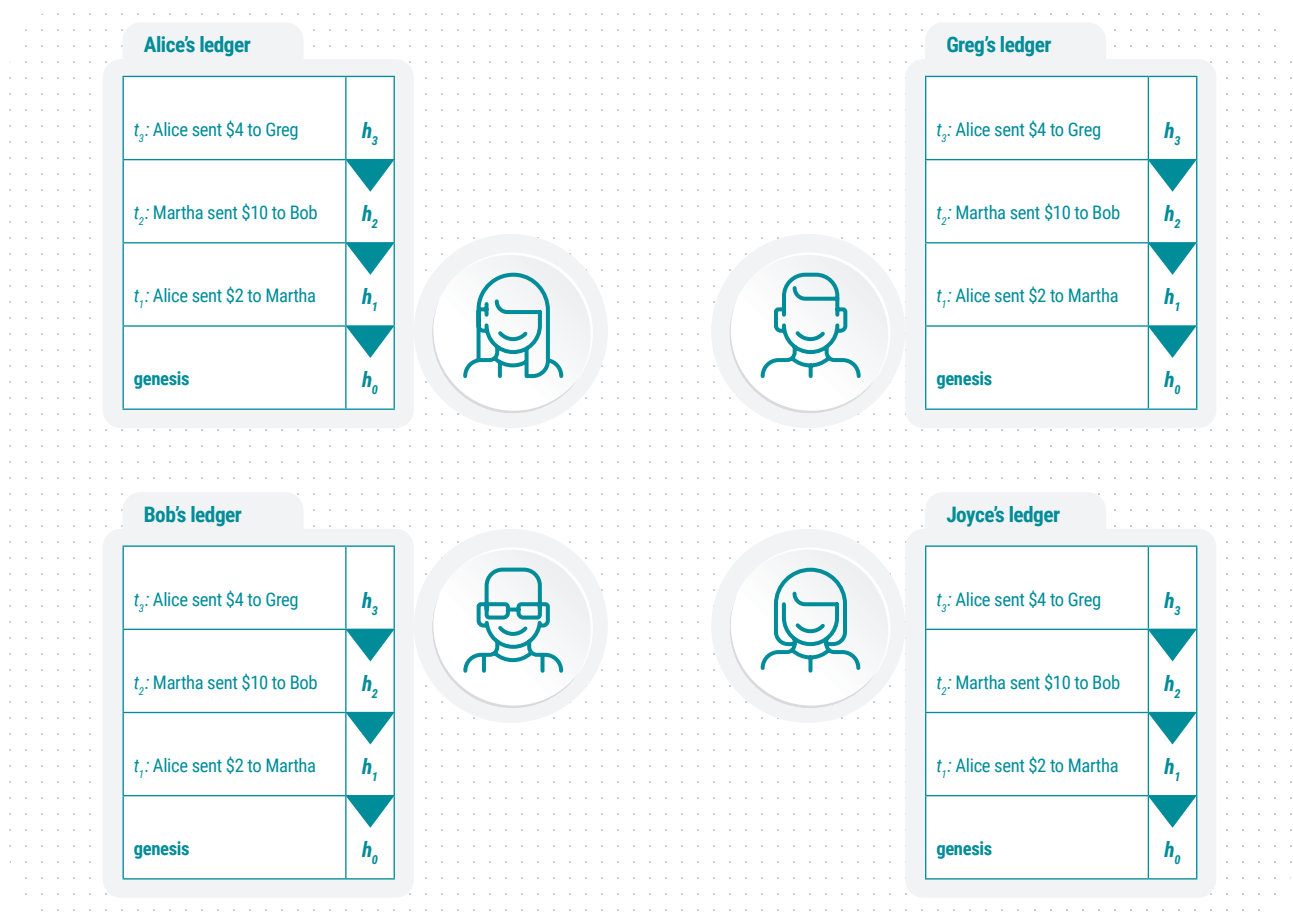 Alice’s ledger
t3: Alice sent $4 to Greg h3
t2: Martha sent $10 to Bob h2
t1: Alice sent $2 to Martha h1
genesis h0
Greg’s ledger
t3: Alice sent $4 to Greg h3
t2: Martha sent $10 to Bob h2
t1: Alice sent $2 to Martha h1
genesis h0
Bob’s ledger
t3: Alice sent $4 to Greg h3
t2: Martha sent $10 to Bob h2
t1: Alice sent $2 to Martha h1
genesis h0
Joyce’s ledger
t3: Alice sent $4 to Greg h3
t2: Martha sent $10 to Bob h2
t1: Alice sent $2 to Martha h1
genesis h0